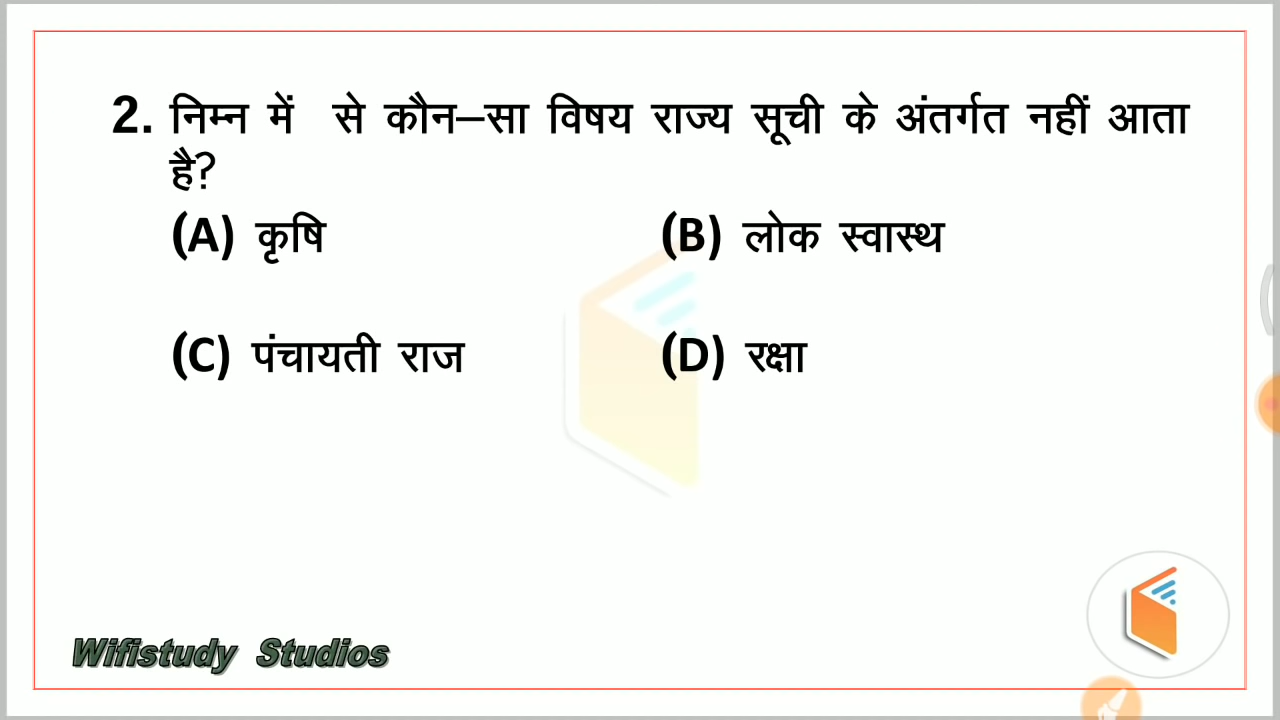 2. निम्न में से कौन–सा विषय राज्य सूची के अंतर्गत नहीं आता
है?
(A) कृषि (B) लोक स्वास्थ
(C) पंचायती राज (D) रक्षा
Wifistudy Studios